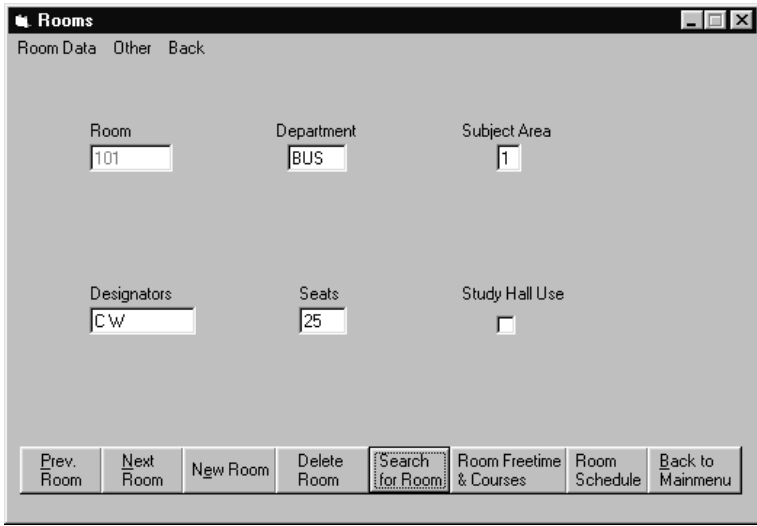 Rooms
Room Data Other Back
Room Department Subject Area
101 BUS 1
Designators Seats Study Hall Use
C W 25
Prev. Room Next Room New Room Delete Room Search for Room Room Freetime & Courses Room Schedule Back to Mainmenu